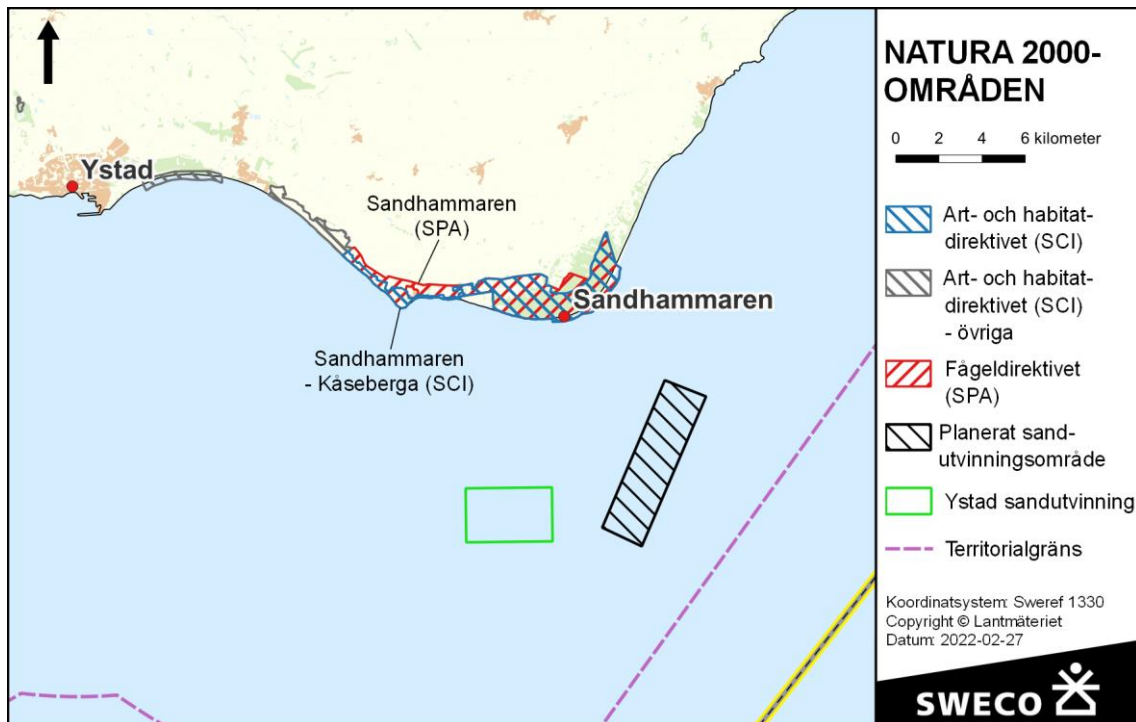 Ystad
Sandhammaren
(SPA)
Sandhammaren
Sandhammaren
- Kåseberga (SCI)
NATURA 2000-
OMRÅDEN
0 2 4 6 kilometer
Art- och habitat-
direktivet (SCI)
Art- och habitat-
direktivet (SCI)
- övriga
Fågeldirektivet
(SPA)
Planerat sand-
utvinningsområde
Ystad sandutvinning
Territorialgräns
Koordinatsystem: Sweref 1330
Copyright © Lantmäteriet
Datum: 2022-02-27
SWECO